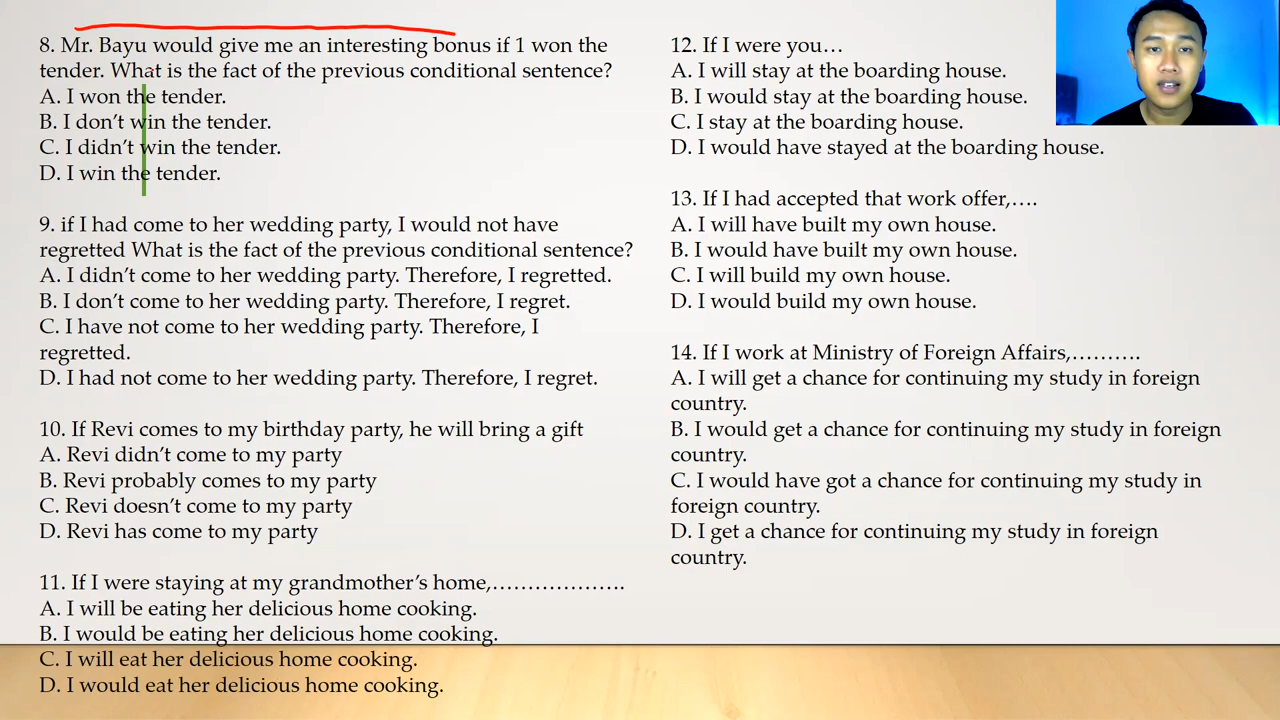 8. Mr. Bayu would give me an interesting bonus if 1 won the
tender. What is the fact of the previous conditional sentence?
A. I won the tender.
B. I don't win the tender.
C. I didn't win the tender.
D. I win the tender.
9. if I had come to her wedding party, I would not have
regretted What is the fact of the previous conditional sentence?
A. I didn't come to her wedding party. Therefore, I regretted.
B. I don't come to her wedding party. Therefore, I regret.
C. I have not come to her wedding party. Therefore, I
regretted.
D. I had not come to her wedding party. Therefore, I regret.
10. If Revi comes to my birthday party, he will bring a gift
A. Revi didn't come to my party
B. Revi probably comes to my party
C. Revi doesn't come to my party
D. Revi has come to my party
11. If I were staying at my grandmother's home,………………….
A. I will be eating her delicious home cooking.
B. I would be eating her delicious home cooking.
C. I will eat her delicious home cooking.
D. I would eat her delicious home cooking.
12. If I were you…
A. I will stay at the boarding house.
B. I would stay at the boarding house.
C. I stay at the boarding house.
D. I would have stayed at the boarding house.
13. If I had accepted that work offer,….
A. I will have built my own house.
B. I would have built my own house.
C. I will build my own house.
D. I would build my own house.
14. If I work at Ministry of Foreign Affairs,……….
A. I will get a chance for continuing my study in foreign
country.
B. I would get a chance for continuing my study in foreign
country.
C. I would have got a chance for continuing my study in
foreign country.
D. I get a chance for continuing my study in foreign
country.